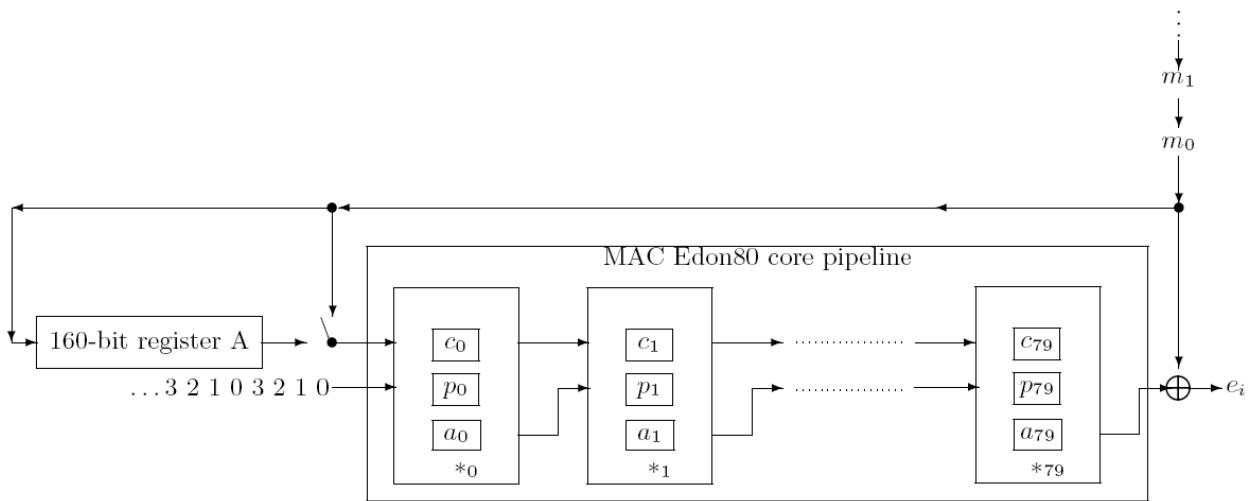 ⋮
m₁
m₀
MAC Edon80 core pipeline
160-bit register A
c₀ c₁ ............... c₇₉
...3 2 1 0 3 2 1 0
p₀ p₁ ............... p₇₉
eᵢ
a₀ a₁ a₇₉
*₀ *₁ *₇₉